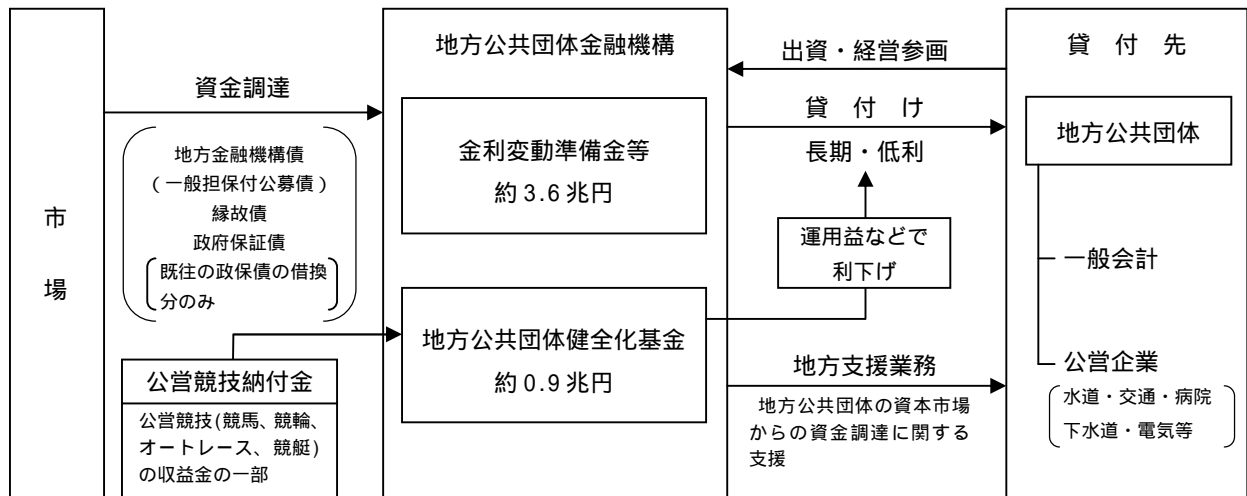 市
場
資金調達
地方金融機構債
(一般担保付公募債)
縁故債
政府保証債
既往の政保債の借換
分のみ
公営競技納付金
公営競技(競馬、競輪、
オートレース、競艇)
の収益金の一部
地方公共団体金融機構
金利変動準備金等
約3.6兆円
地方公共団体健全化基金
約0.9兆円
出資・経営参画
貸 付 け
長期・低利
運用益などで
利下げ
地方支援業務
地方公共団体の資本市場
からの資金調達に関する
支援
貸 付 先
地方公共団体
一般会計
公営企業
水道・交通・病院
下水道・電気等